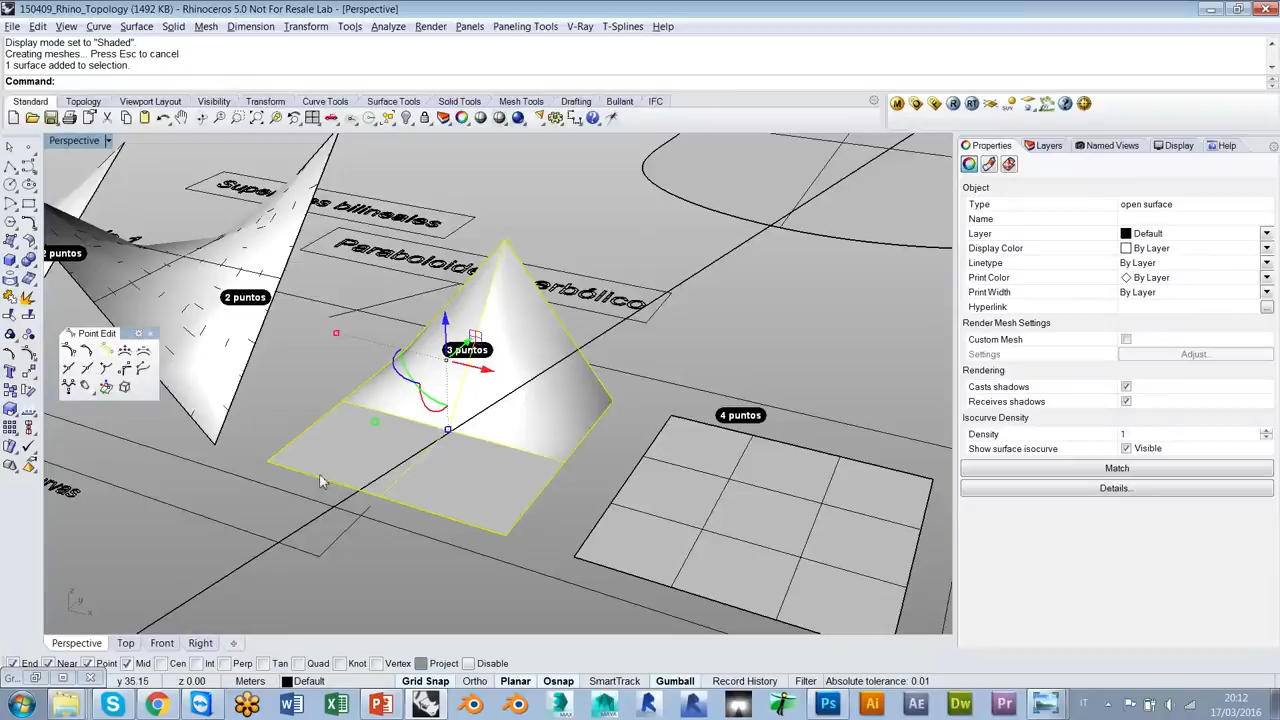 150409_Rhino_Topology (1492 KB) - Rhinoceros 5.0 Not For Resale Lab - [Perspective]
File Edit View Curve Surface Solid Mesh Dimension Transform Tools Analyze Render Panels Paneling Tools V-Ray T-Splines Help
Display mode set to "Shaded".
Creating meshes... Press Esc to cancel
1 surface added to selection.
Command:
Standard Topology Viewport Layout Visibility Transform Curve Tools Surface Tools Solid Tools Mesh Tools Drafting Bullant IFC
Perspective
Properties Layers Named Views Display Help
Object
Type open surface
Name
Layer Default
Display Color By Layer
Linetype By Layer
Print Color By Layer
Print Width By Layer
Hyperlink
Render Mesh Settings
Custom Mesh
Settings Adjust...
Rendering
Casts shadows
Receives shadows
Isocurve Density
Density 1
Show surface isocurve Visible
Match
Details...
bilineales
2 puntos
2 puntos
Point Edit
3 puntos
4 puntos
z
y
x
Perspective Top Front Right
End Near Point Mid Cen Int Perp Tan Quad Knot Vertex Project Disable
Gr...
y 35.15 z 0.00 Meters Default Grid Snap Ortho Planar Osnap SmartTrack Gumball Record History Filter Absolute tolerance: 0.01
IT
20:12
17/03/2016